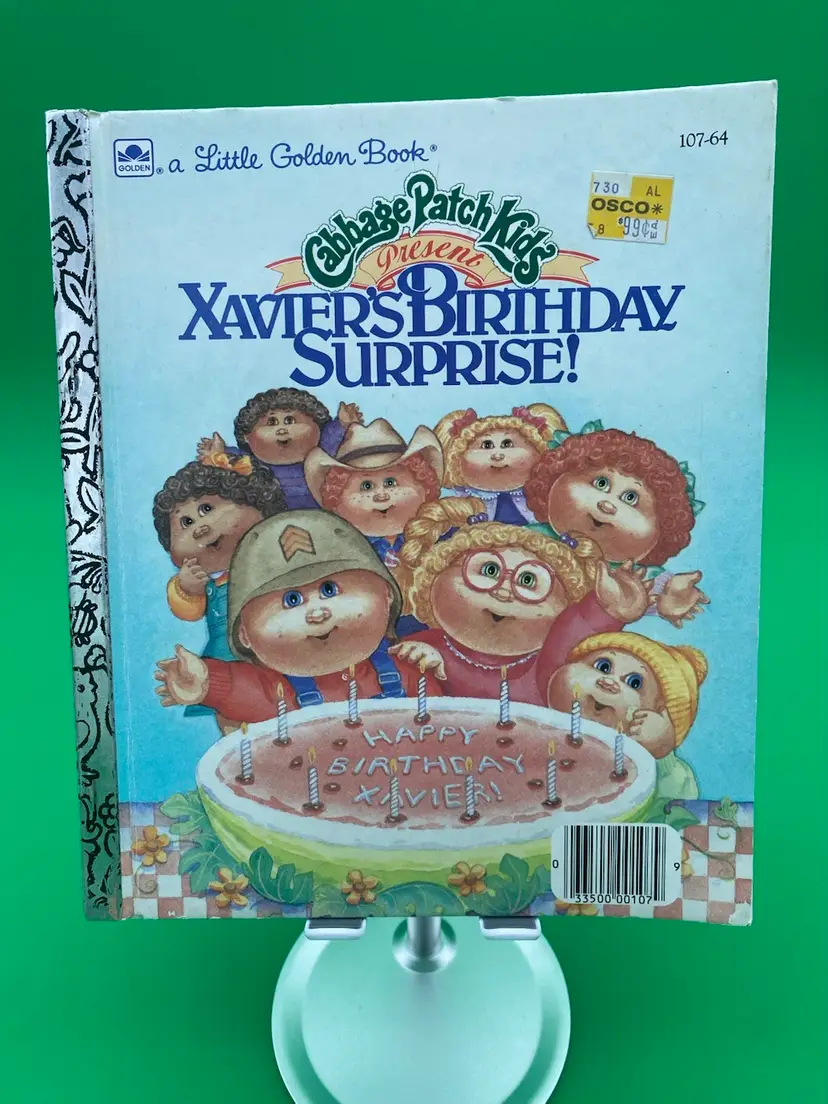 GOLDEN
a Little Golden Book®
107-64
730 AL
OSCO*
8 $99¢
Cabbage Patch Kids
Present
XAVIER'S BIRTHDAY
SURPRISE!
HAPPY
BIRTHDAY
XAVIER!
0 33500 00107 9